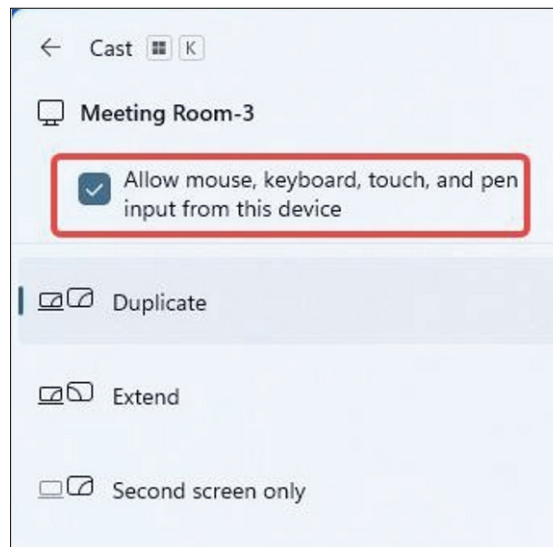 Cast K
Meeting Room-3
Allow mouse, keyboard, touch, and pen
input from this device
Duplicate
Extend
Second screen only